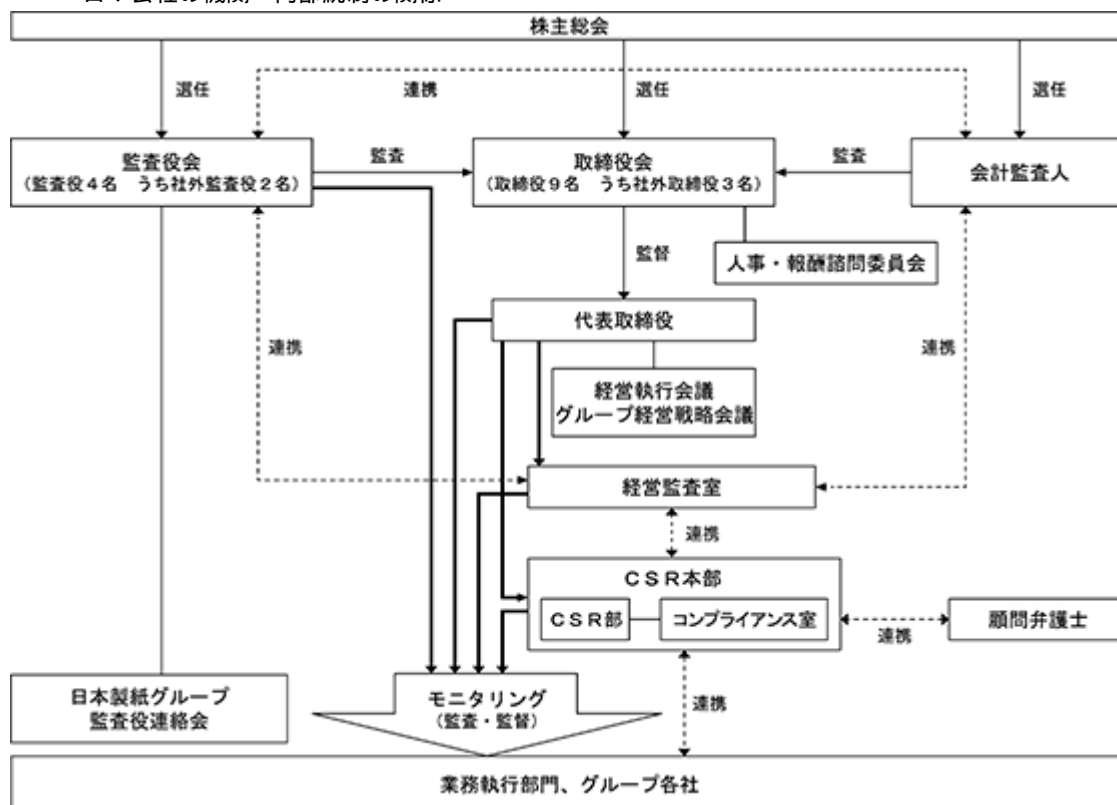 株主総会
選任
連携
選任
選任
監査役会
(監査役4名　うち社外監査役2名)
監査
取締役会
(取締役9名　うち社外取締役3名)
監査
会計監査人
監督
人事・報酬諮問委員会
代表取締役
連携
連携
経営執行会議
グループ経営戦略会議
経営監査室
連携
CSR本部
CSR部
コンプライアンス室
連携
顧問弁護士
日本製紙グループ
監査役連絡会
モニタリング
(監査・監督)
連携
業務執行部門、グループ各社